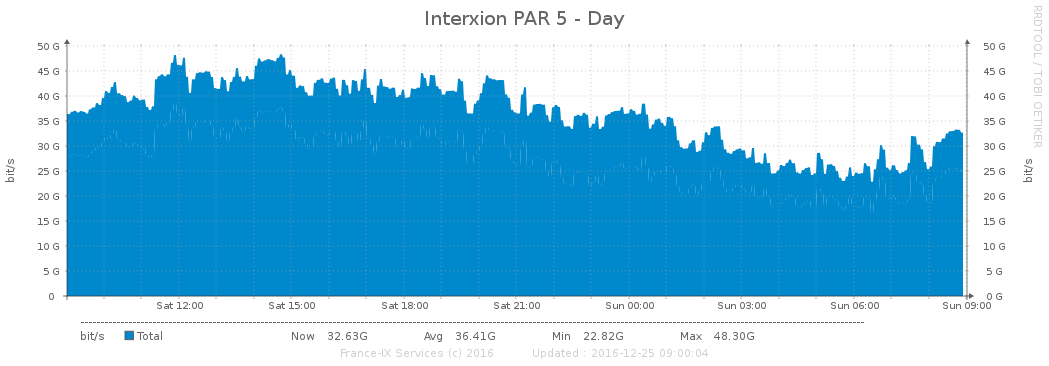 Interxion PAR 5 - Day
RRDTOOL / TOBI OETIKER
bit/s
50 G 50 G
45 G 45 G
40 G 40 G
35 G 35 G
30 G 30 G
25 G 25 G
20 G 20 G
15 G 15 G
10 G 10 G
5 G 5 G
0 0 G
bit/s
Sat 12:00 Sat 15:00 Sat 18:00 Sat 21:00 Sun 00:00 Sun 03:00 Sun 06:00 Sun 09:00
bit/s Total Now 32.63G Avg 36.41G Min 22.82G Max 48.30G
France-IX Services (c) 2016 Updated : 2016-12-25 09:00:04